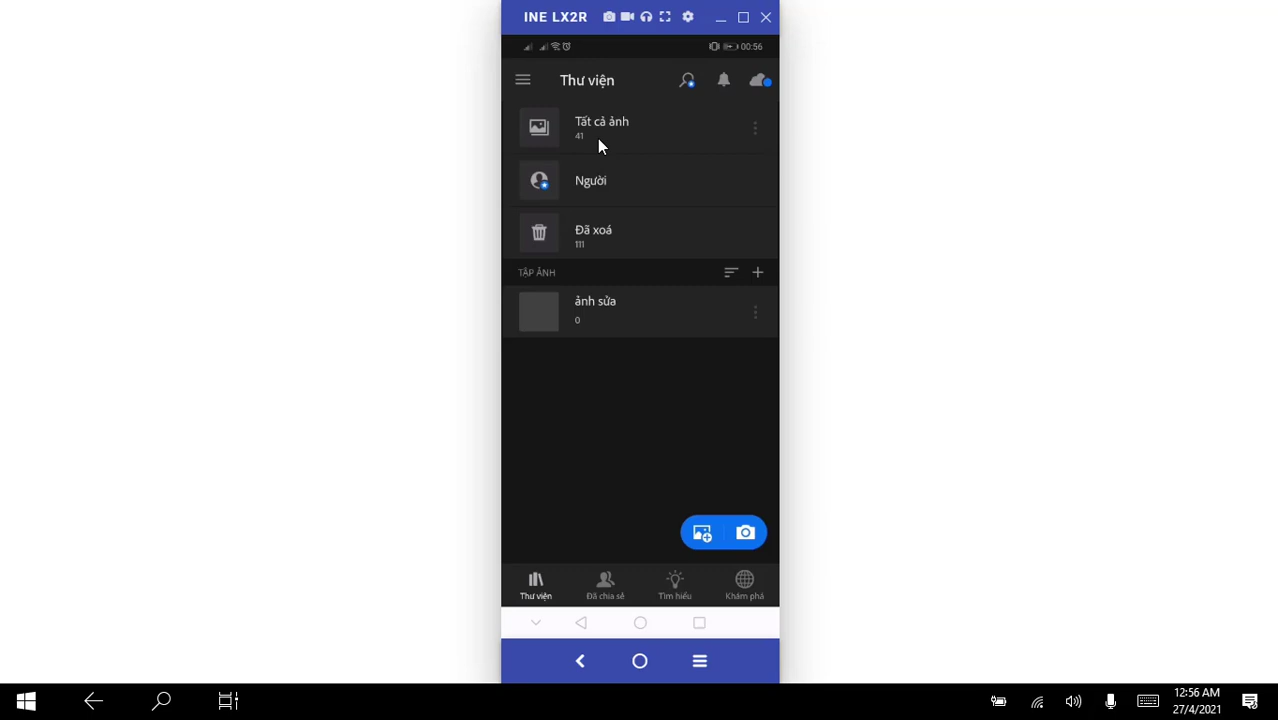 INE LX2R
00:56
Thư viện
Tất cả ảnh
41
Người
Đã xoá
111
TẬP ẢNH
ảnh sửa
0
Thư viện
Đã chia sẻ
Tìm hiểu
Khám phá
12:56 AM
27/4/2021